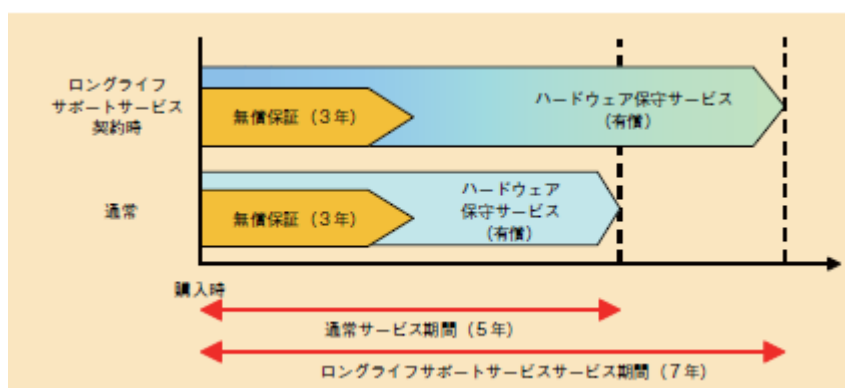 ロングライフ
サポートサービス
契約時
無償保証（3年）
ハードウェア保守サービス
（有償）
通常
無償保証（3年）
ハードウェア
保守サービス
（有償）
購入時
通常サービス期間（5年）
ロングライフサポートサービスサービス期間（7年）